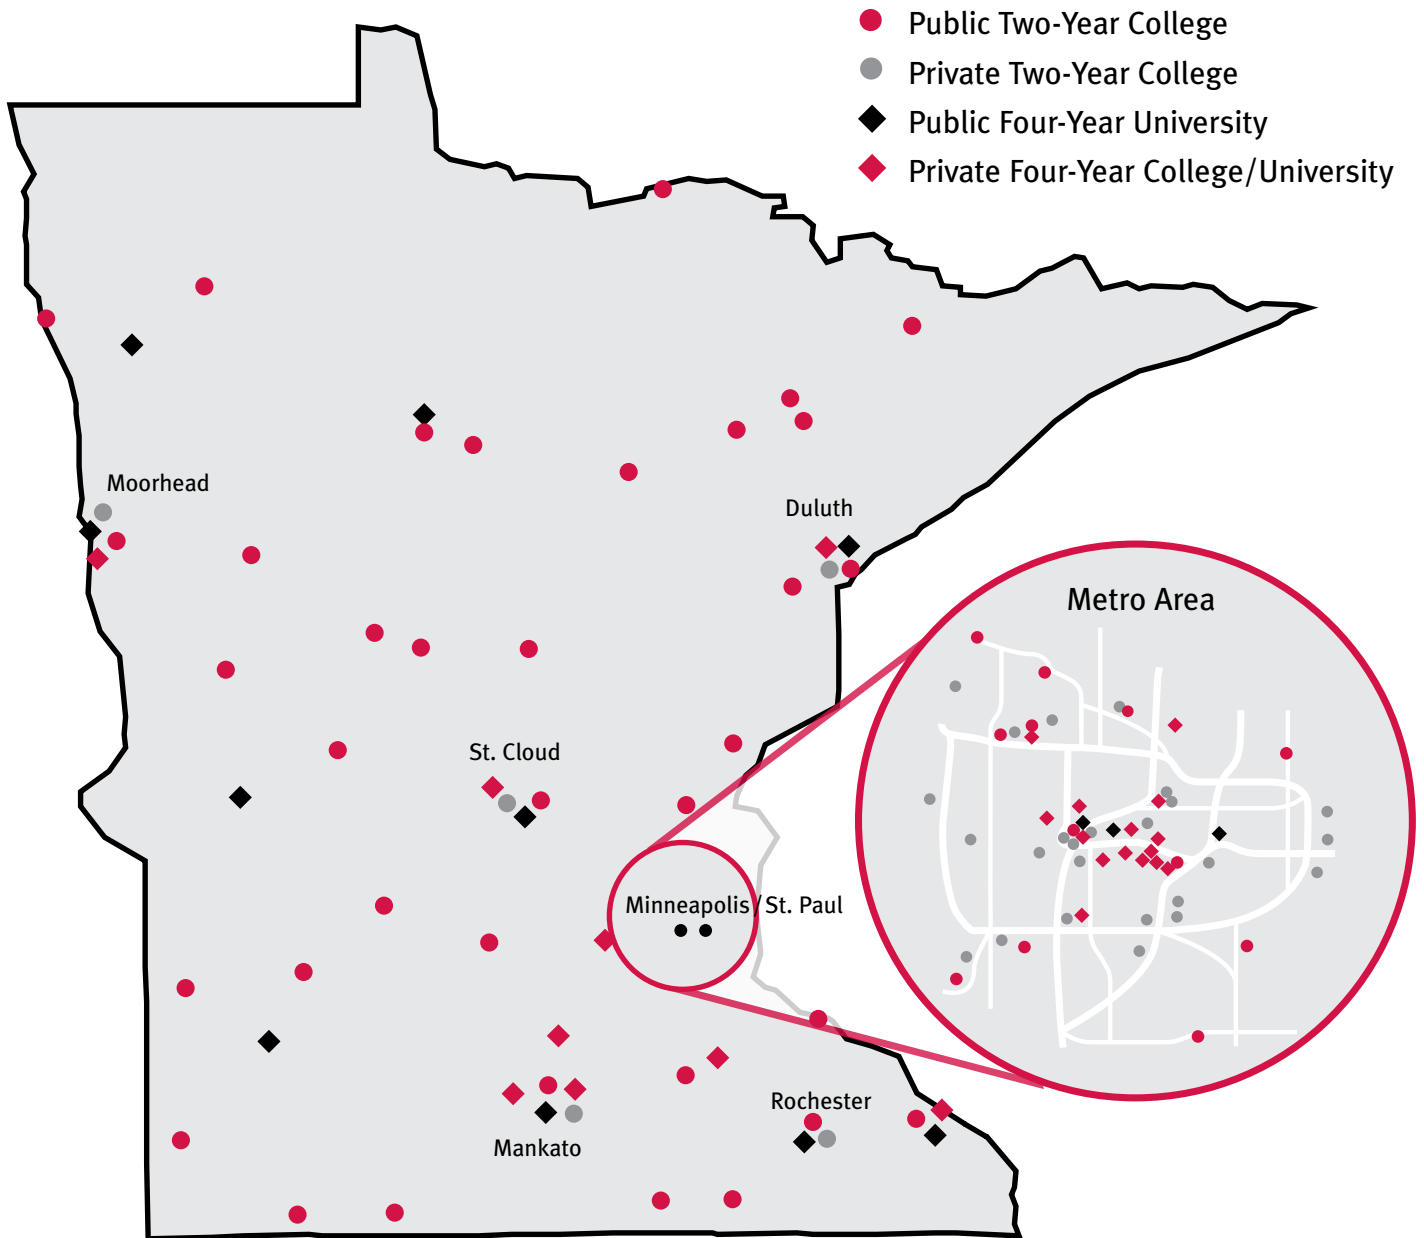 Public Two-Year College
Private Two-Year College
Public Four-Year University
Private Four-Year College/University
Moorhead
Duluth
Metro Area
St. Cloud
Minneapolis/St. Paul
Rochester
Mankato